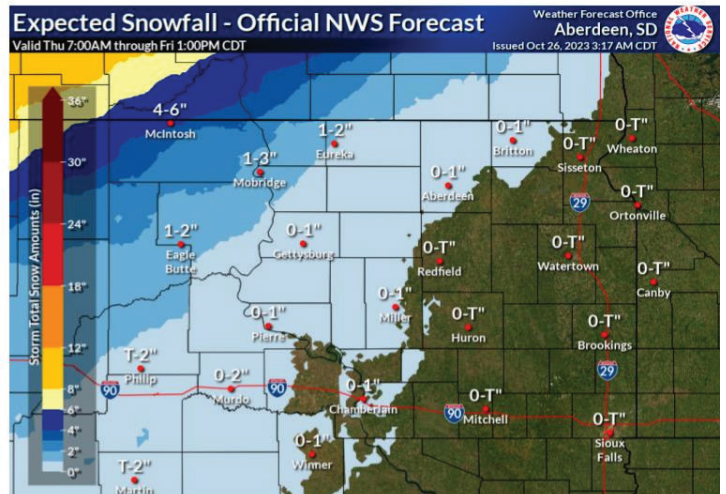 Expected Snowfall - Official NWS Forecast
Valid Thu 7:00AM through Fri 1:00PM CDT
Weather Forecast Office
Aberdeen, SD
Issued Oct 26, 2023 3:17 AM CDT
NATIONAL WEATHER SERVICE
Storm Total Snow Amounts (in)
36"
30"
24"
18"
12"
8"
6"
4"
2"
0"
4-6"
McIntosh
1-2"
Eureka
0-1"
Britton
0-T"
Wheaton
0-T"
Sisseton
1-3"
Mobridge
0-1"
Aberdeen
29
Ortonville
0-T"
1-2"
Eagle
Butte
0-1"
Gettysburg
0-T"
Redfield
0-T"
Watertown
0-T"
Canby
0-1"
Pierre
0-1"
Miller
0-T"
Huron
0-T"
Brookings
T-2"
Philip
90
0-2"
Murdo
90
0-1"
Chamberlain
90
0-T"
Mitchell
29
0-T"
Sioux
Falls
0-1"
Winner
T-2"
Martin